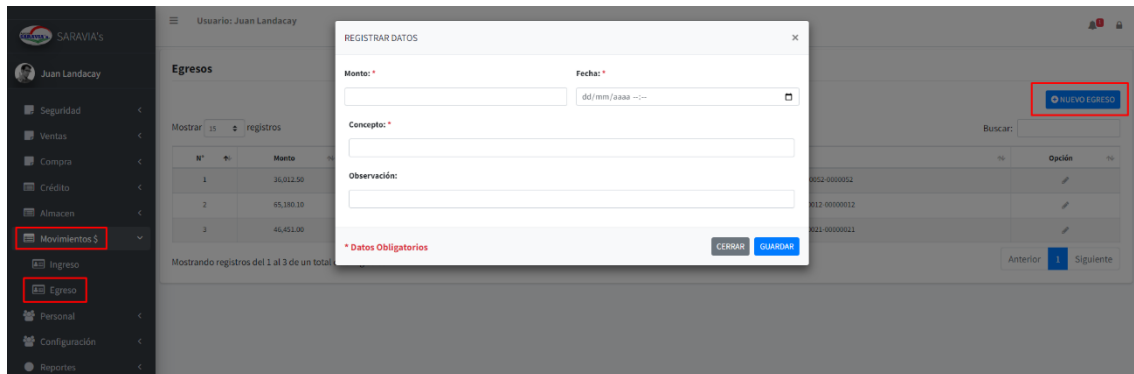 SARAVIA's
Usuario: Juan Landacay
Juan Landacay
Seguridad
Ventas
Compra
Crédito
Almacen
Movimientos $
Ingreso
Egreso
Personal
Configuración
Reportes
Egresos
NUEVO EGRESO
Mostrar 15 registros
Buscar:
N° Monto Opción
1 36,012.50 0052-0000052
2 65,180.10 0012-00000012
3 46,451.00 0021-00000021
Mostrando registros del 1 al 3 de un total
Anterior 1 Siguiente
REGISTRAR DATOS ×
Monto: * Fecha: *
dd/mm/aaaa --:--
Concepto: *
Observación:
* Datos Obligatorios CERRAR GUARDAR